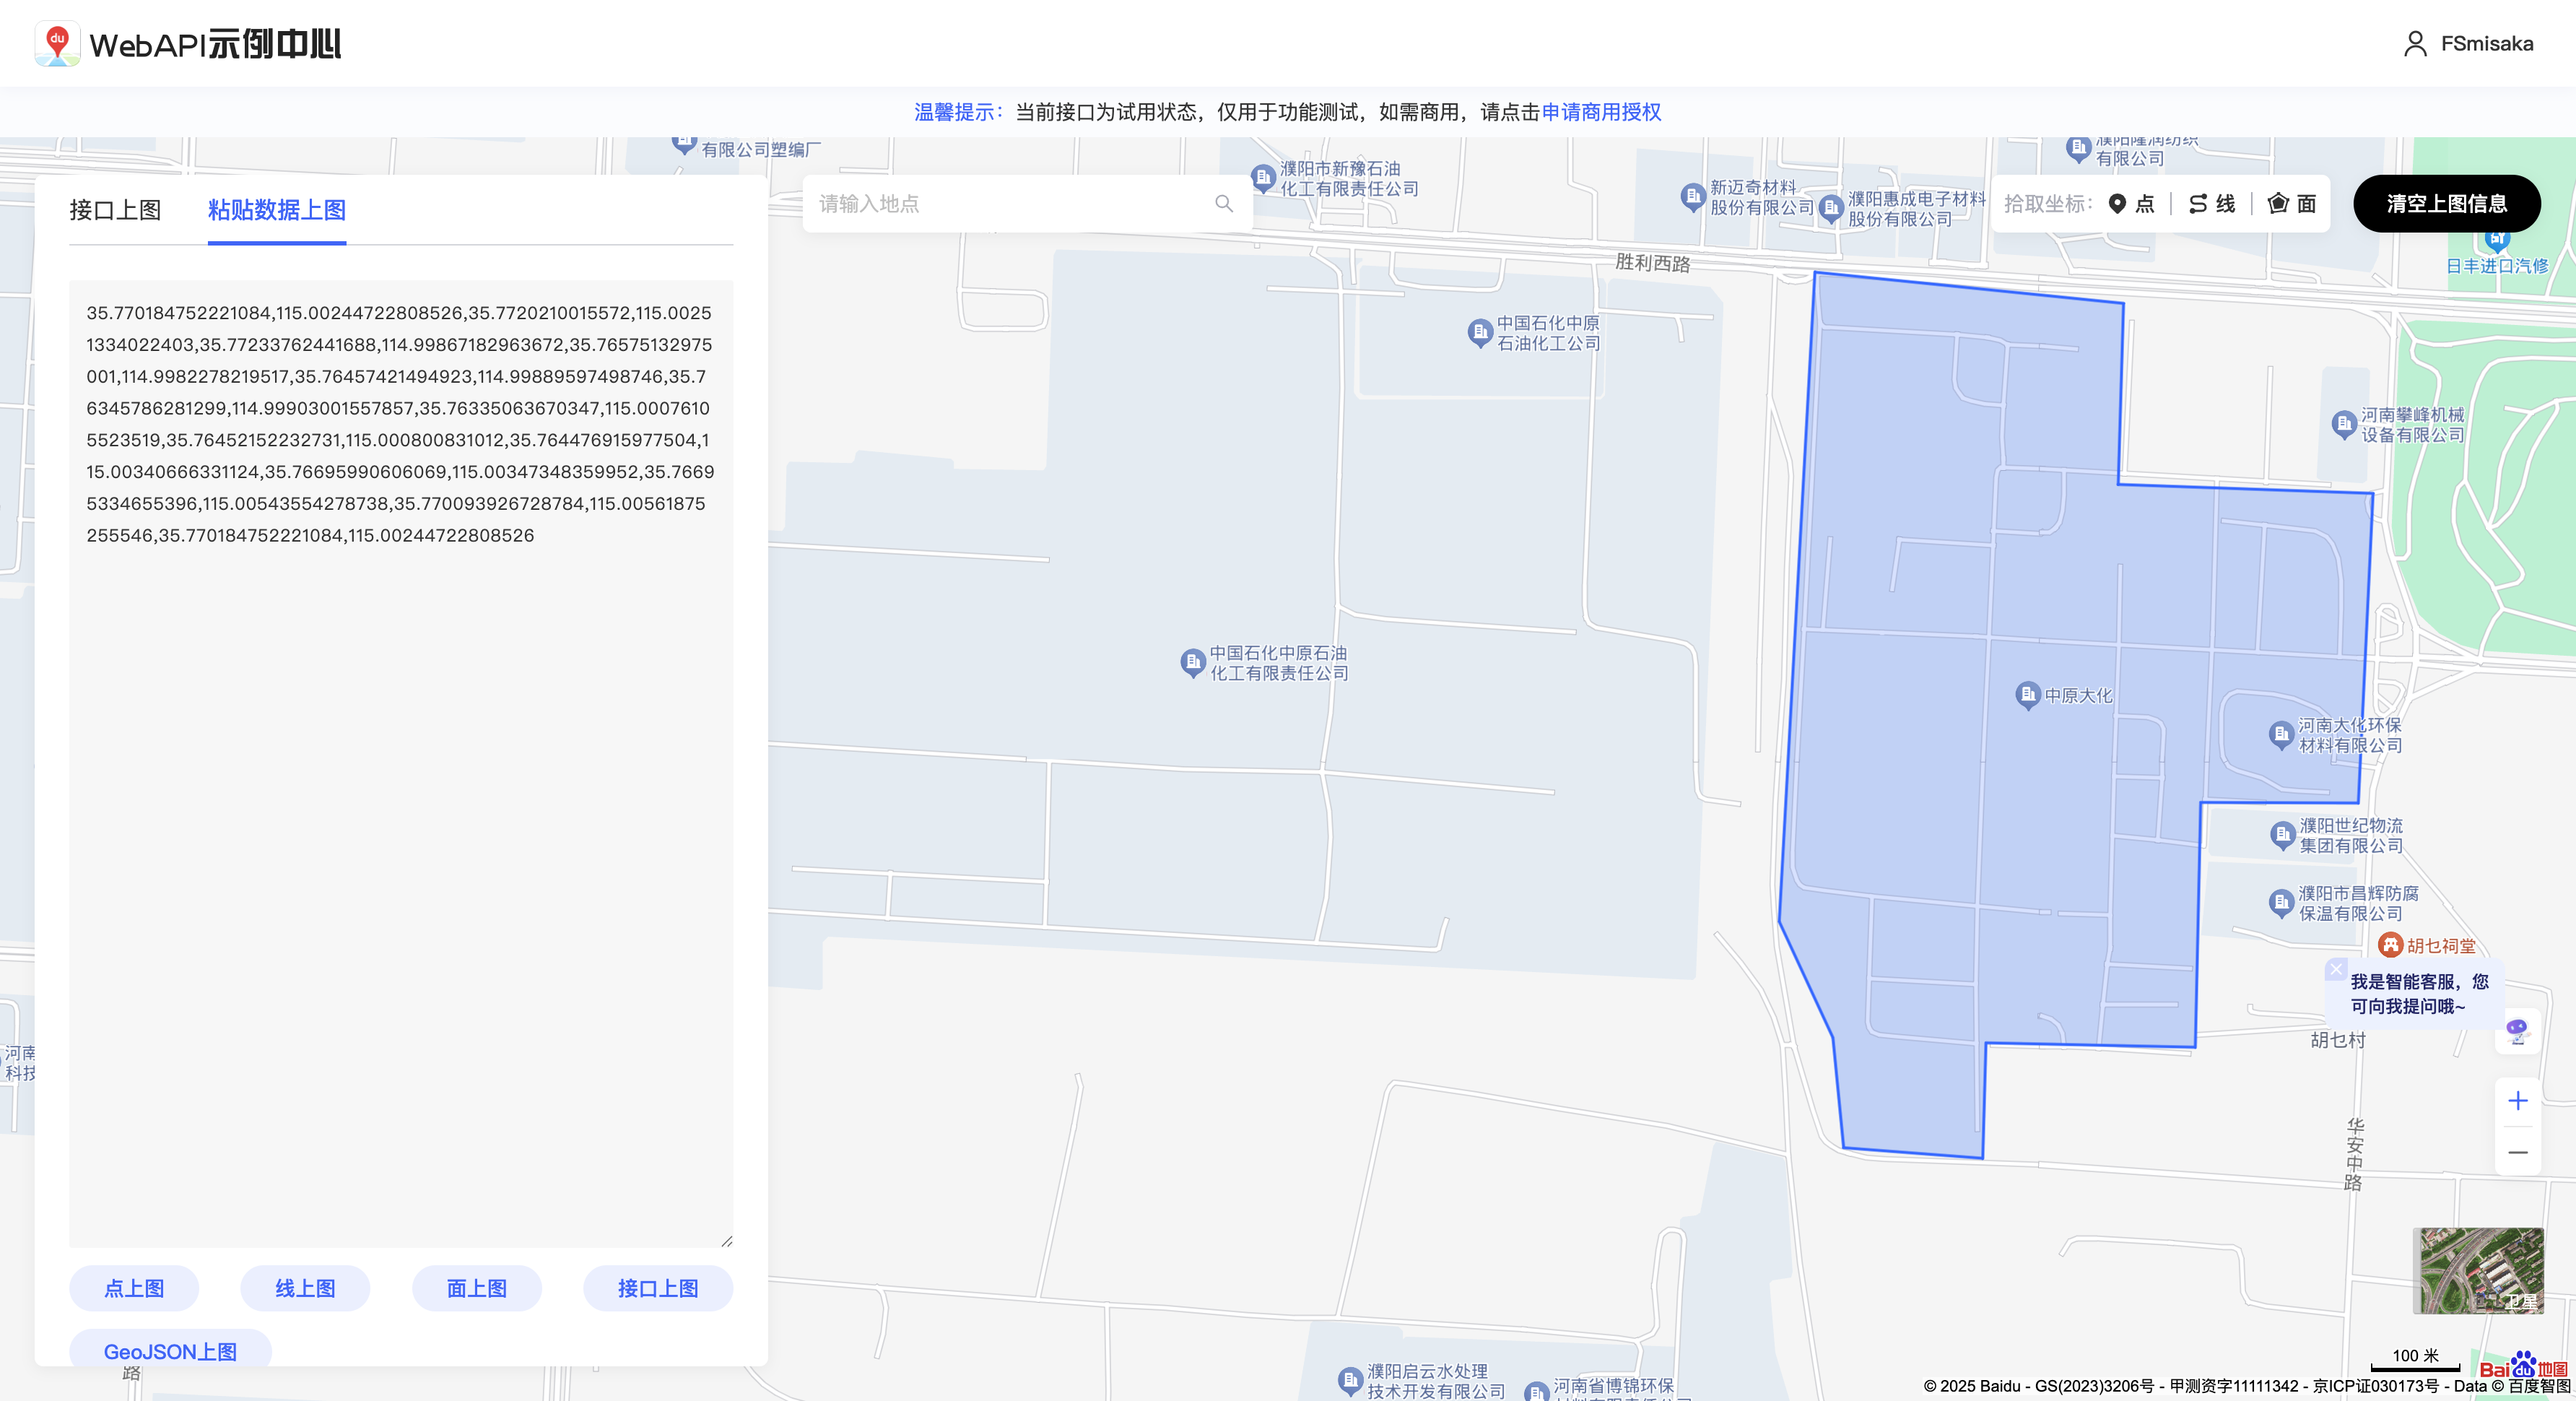 du WebAPI示例中心
FSmisaka
温馨提示：当前接口为试用状态，仅用于功能测试，如需商用，请点击申请商用授权
接口上图
粘贴数据上图
35.770184752221084,115.00244722808526,35.7720210015572,115.0025
1334022403,35.77233762441688,114.99867182963672,35.76575132975
001,114.9982278219517,35.76457421494923,114.99889597498746,35.7
6345786281299,114.99903001557857,35.76335063670347,115.0007610
5523519,35.76452152232731,115.000800831012,35.764476915977504,1
15.00340666331124,35.76695990606069,115.00347348359952,35.7669
5334655396,115.00543554278738,35.770093926728784,115.00561875
255546,35.770184752221084,115.00244722808526
点上图
线上图
面上图
接口上图
GeoJSON上图
请输入地点
拾取坐标：
点
线
面
清空上图信息
有限公司塑编厂
濮阳市新豫石油
化工有限责任公司
新迈奇材料
股份有限公司
濮阳惠成电子材料
股份有限公司
濮阳隆润纺织
有限公司
日丰进口汽修
胜利西路
中国石化中原
石油化工公司
河南攀峰机械
设备有限公司
中国石化中原石油
化工有限责任公司
中原大化
河南大化环保
材料有限公司
濮阳世纪物流
集团有限公司
濮阳市昌辉防腐
保温有限公司
胡乜祠堂
我是智能客服，您
可向我提问哦~
胡乜村
河南
科技
华安中路
卫星
路
濮阳启云水处理
技术开发有限公司
河南省博锦环保
100 米
Bai du 地图
© 2025 Baidu - GS(2023)3206号 - 甲测资字11111342 - 京ICP证030173号 - Data © 百度智图